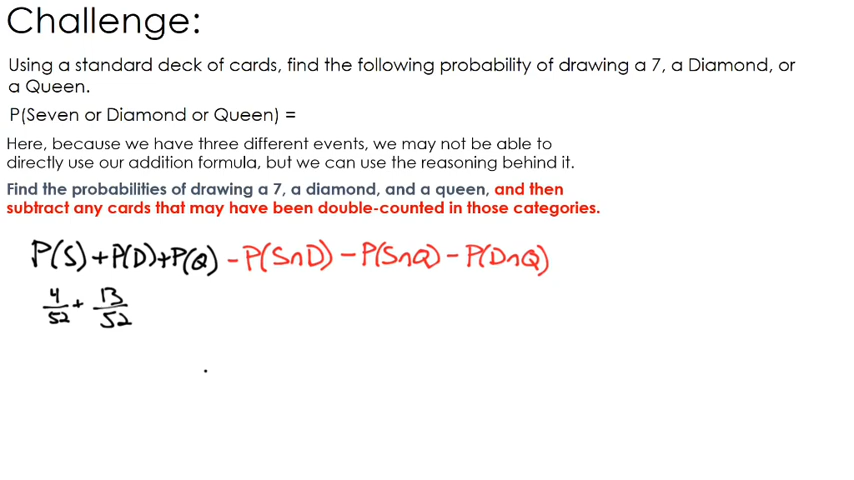 Challenge:
Using a standard deck of cards, find the following probability of drawing a 7, a Diamond, or
a Queen.
P(Seven or Diamond or Queen) =
Here, because we have three different events, we may not be able to
directly use our addition formula, but we can use the reasoning behind it.
Find the probabilities of drawing a 7, a diamond, and a queen, and then
subtract any cards that may have been double-counted in those categories.
P(S) + P(D) + P(Q) - P(S∩D) - P(S∩Q) - P(D∩Q)
4/52 + 13/52